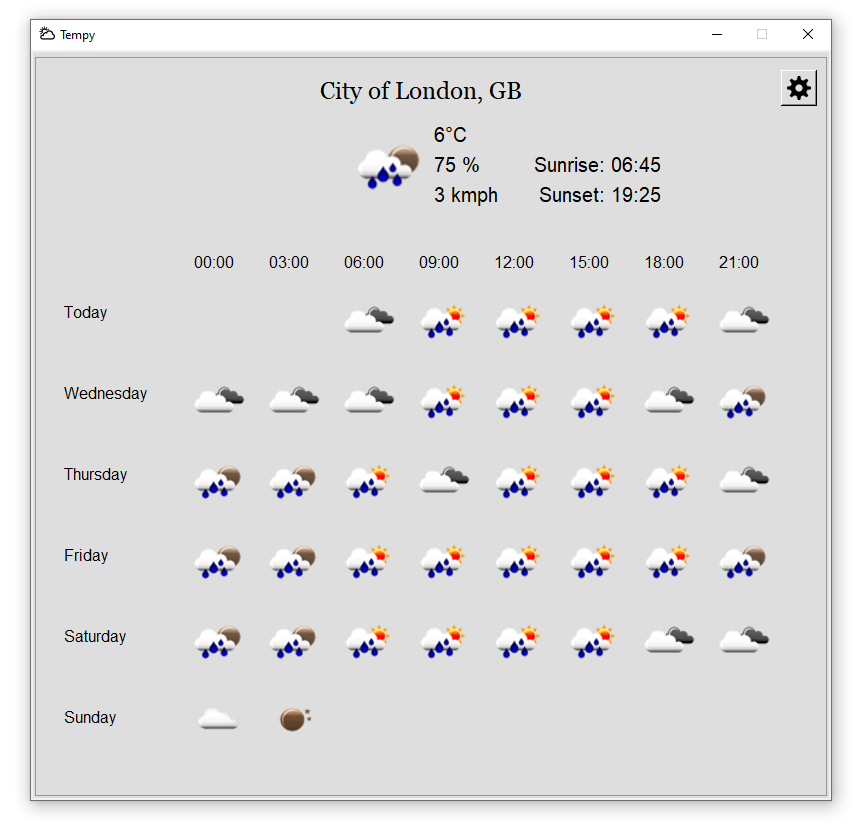 Tempy
City of London, GB
6°C
75 % Sunrise: 06:45
3 kmph Sunset: 19:25
00:00 03:00 06:00 09:00 12:00 15:00 18:00 21:00
Today
Wednesday
Thursday
Friday
Saturday
Sunday